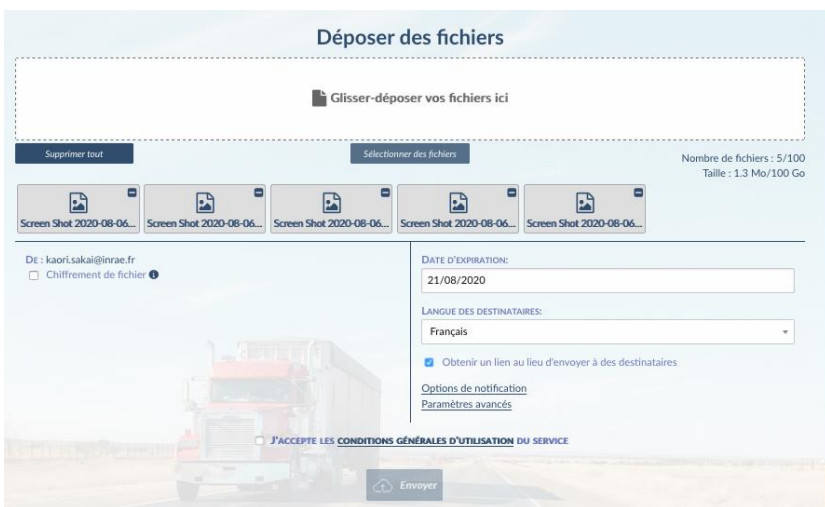 Déposer des fichiers
Glisser-déposer vos fichiers ici
Supprimer tout
Sélectionner des fichiers
Nombre de fichiers : 5/100
Taille : 1.3 Mo/100 Go
Screen Shot 2020-08-06... Screen Shot 2020-08-06... Screen Shot 2020-08-06... Screen Shot 2020-08-06... Screen Shot 2020-08-06...
DE : kaori.sakai@inrae.fr
Chiffrement de fichier
DATE D'EXPIRATION:
21/08/2020
LANGUE DES DESTINATAIRES:
Français
Obtenir un lien au lieu d'envoyer à des destinataires
Options de notification
Paramètres avancés
J'ACCEPTE LES CONDITIONS GÉNÉRALES D'UTILISATION DU SERVICE
Envoyer